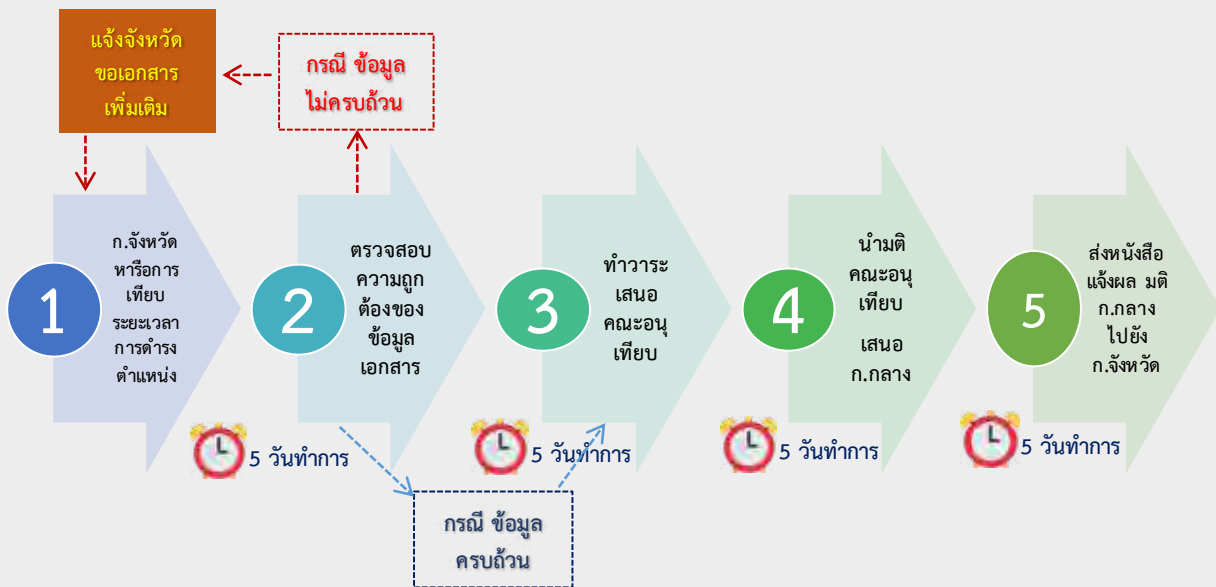 แจ้งจังหวัด
ขอเอกสาร
เพิ่มเติม
กรณี ข้อมูล
ไม่ครบถ้วน
1
ก.จังหวัด
หารือการ
เทียบ
ระยะเวลา
การดำรง
ตำแหน่ง
2
ตรวจสอบ
ความถูก
ต้องของ
ข้อมูล
เอกสาร
3
ทำวาระ
เสนอ
คณะอนุ
เทียบ
4
นำมติ
คณะอนุ
เทียบ
เสนอ
ก.กลาง
5
ส่งหนังสือ
แจ้งผล มติ
ก.กลาง
ไปยัง
ก.จังหวัด
5 วันทำการ
5 วันทำการ
5 วันทำการ
5 วันทำการ
กรณี ข้อมูล
ครบถ้วน